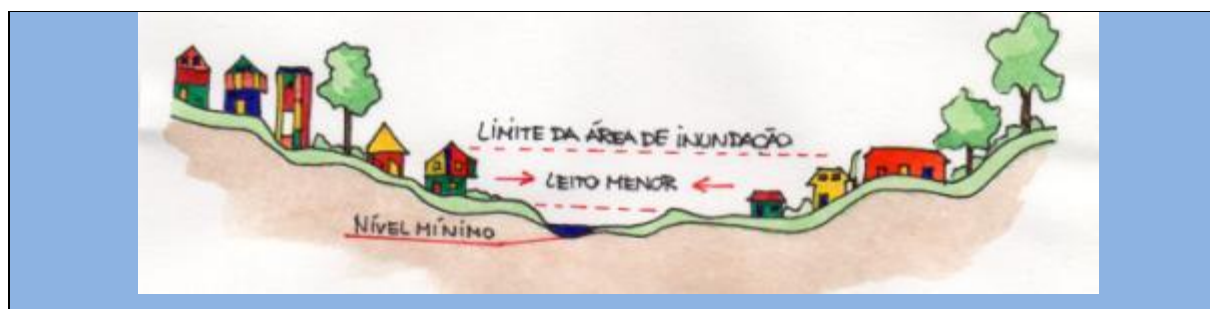 LIMITE DA ÁREA DE INUNDAÇÃO
LEITO MENOR
NÍVEL MÍNIMO